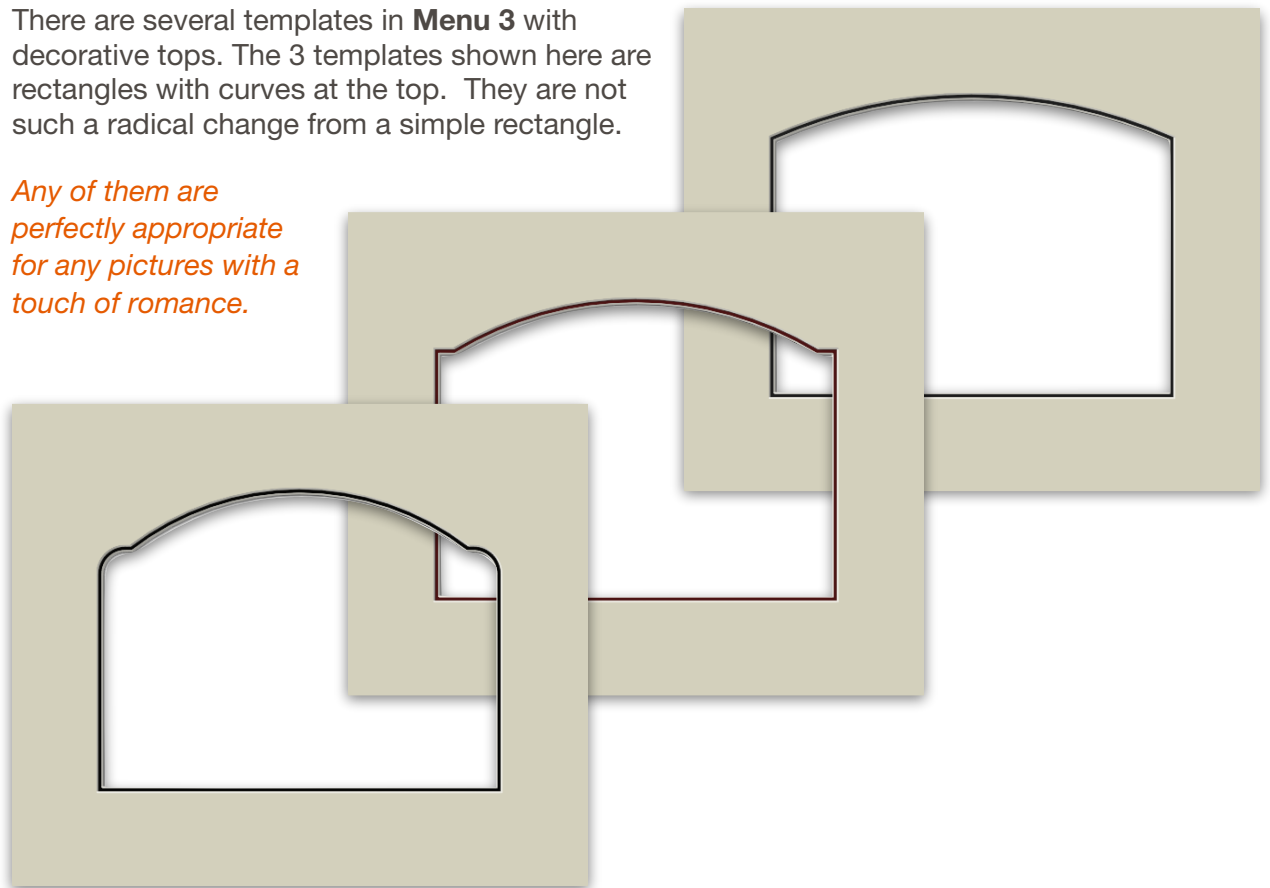 There are several templates in Menu 3 with
decorative tops. The 3 templates shown here are
rectangles with curves at the top.  They are not
such a radical change from a simple rectangle.
Any of them are
perfectly appropriate
for any pictures with a
touch of romance.